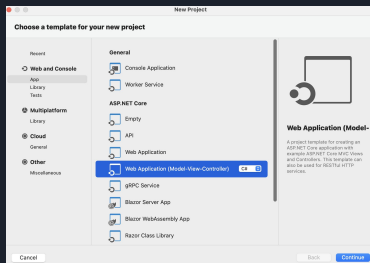 New Project
Choose a template for your new project
Recent
Web and Console
App
Library
Tests
Multiplatform
Library
Cloud
General
Other
Miscellaneous
General
Console Application
Worker Service
ASP.NET Core
Empty
API
Web Application
Web Application (Model-View-Controller)
C#
gRPC Service
Blazor Server App
Blazor WebAssembly App
Razor Class Library
Web Application (Model-
A project template for creating an
ASP.NET Core application with
example ASP.NET Core MVC Views
and Controllers. This template can
also be used for RESTful HTTP
services.
Cancel
Back
Continue